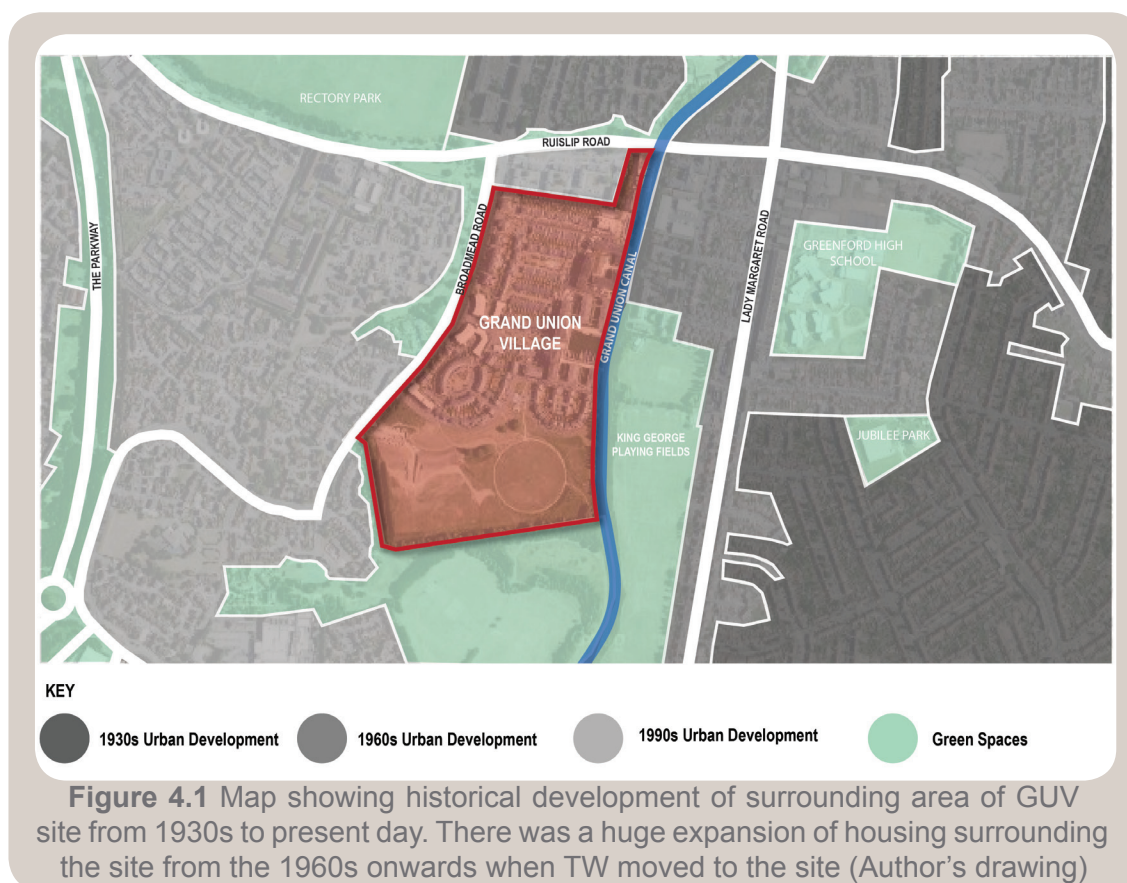 RECTORY PARK
RUISLIP ROAD
THE PARKWAY
BROADMEAD ROAD
GRAND UNION CANAL
LADY MARGARET ROAD
GREENFORD HIGH
SCHOOL
GRAND UNION
VILLAGE
KING GEORGE
PLAYING FIELDS
JUBILEE PARK
KEY
1930s Urban Development
1960s Urban Development
1990s Urban Development
Green Spaces
Figure 4.1 Map showing historical development of surrounding area of GUV
site from 1930s to present day. There was a huge expansion of housing surrounding
the site from the 1960s onwards when TW moved to the site (Author's drawing)